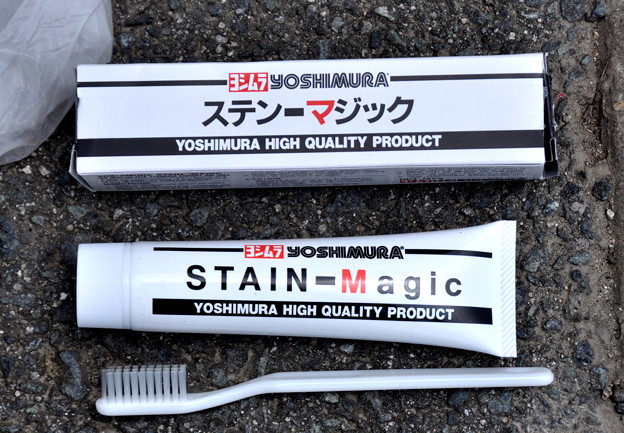 ヨシムラ YOSHIMURA
ステンーマジック
YOSHIMURA HIGH QUALITY PRODUCT
ヨシムラ YOSHIMURA
STAIN-Magic
YOSHIMURA HIGH QUALITY PRODUCT